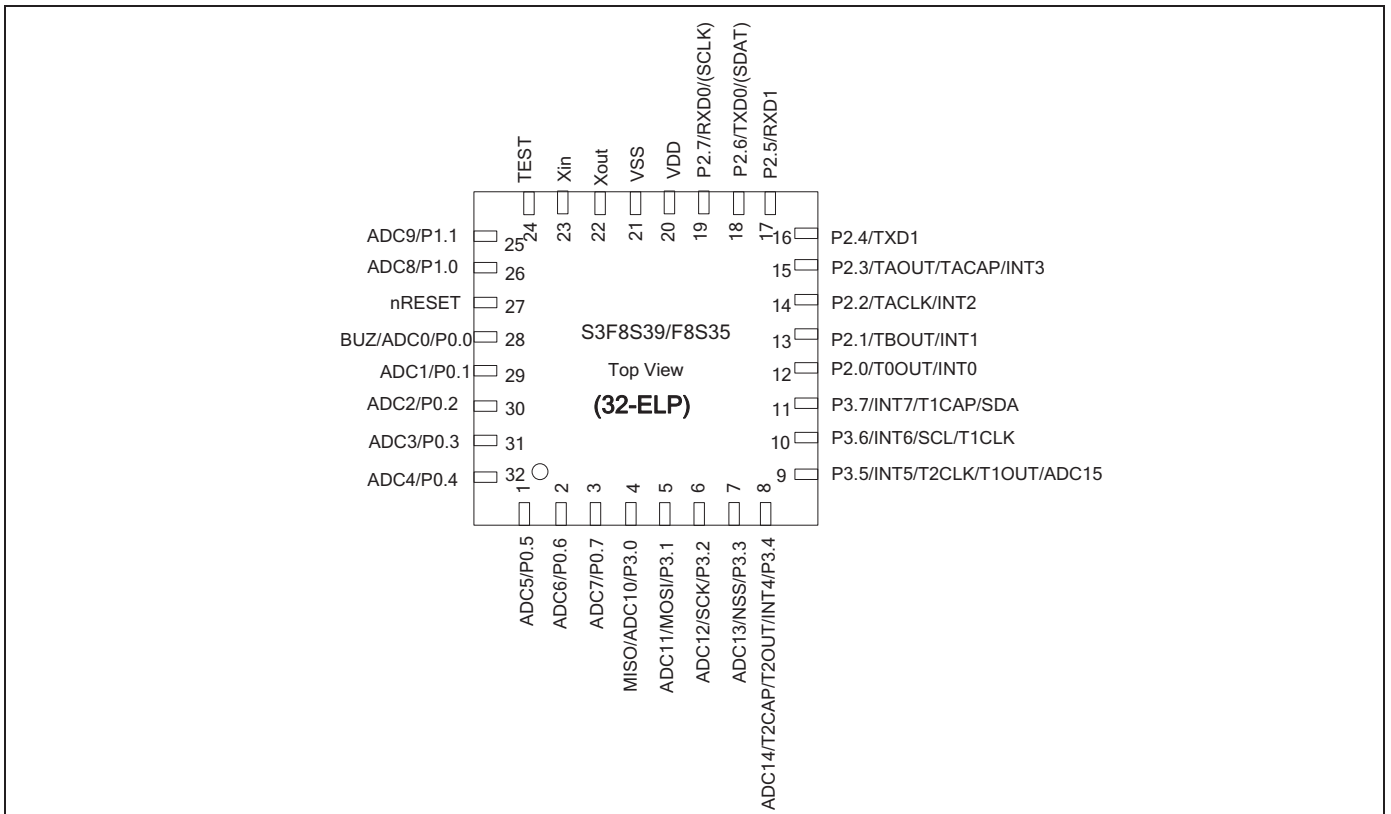 TEST
Xin
Xout
VSS
VDD
P2.7/RXD0/(SCLK)
P2.6/TXD0/(SDAT)
P2.5/RXD1
24
23
22
21
20
19
18
17
ADC9/P1.1
25
ADC8/P1.0
26
nRESET
27
BUZ/ADC0/P0.0
28
ADC1/P0.1
29
ADC2/P0.2
30
ADC3/P0.3
31
ADC4/P0.4
32
S3F8S39/F8S35
Top View
(32-ELP)
16
P2.4/TXD1
15
P2.3/TAOUT/TACAP/INT3
14
P2.2/TACLK/INT2
13
P2.1/TBOUT/INT1
12
P2.0/T0OUT/INT0
11
P3.7/INT7/T1CAP/SDA
10
P3.6/INT6/SCL/T1CLK
9
P3.5/INT5/T2CLK/T1OUT/ADC15
1
2
3
4
5
6
7
8
ADC5/P0.5
ADC6/P0.6
ADC7/P0.7
MISO/ADC10/P3.0
ADC11/MOSI/P3.1
ADC12/SCK/P3.2
ADC13/NSS/P3.3
ADC14/T2CAP/T2OUT/INT4/P3.4